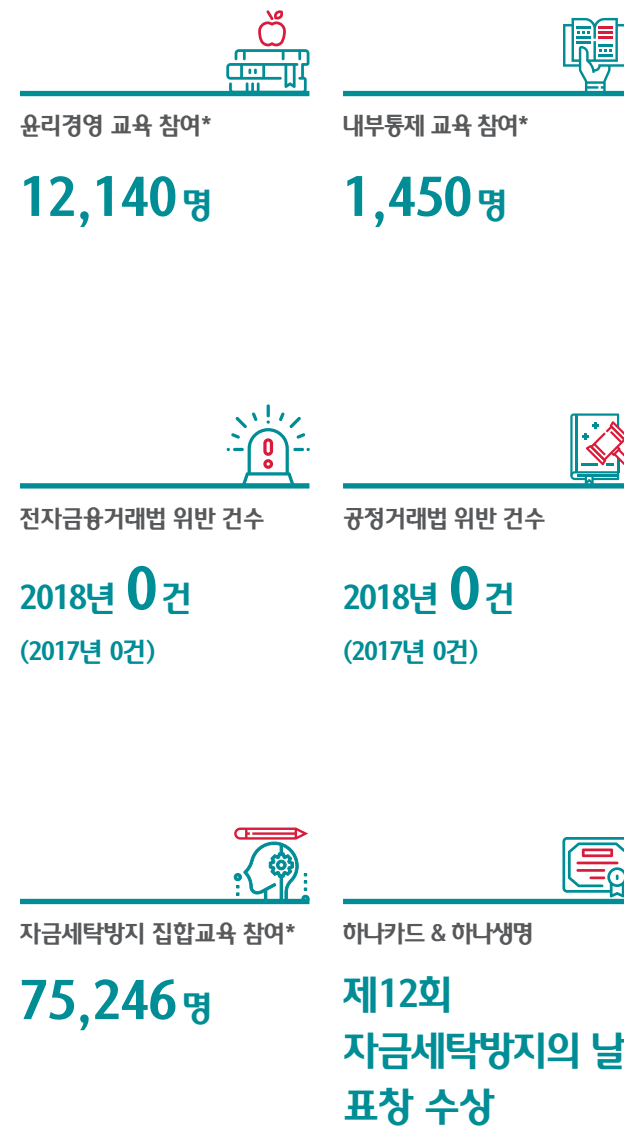 윤리경영 교육 참여*
12,140 명
내부통제 교육 참여*
1,450 명
전자금융거래법 위반 건수
2018년 0 건
(2017년 0건)
공정거래법 위반 건수
2018년 0 건
(2017년 0건)
자금세탁방지 집합교육 참여*
75,246 명
하나카드 & 하나생명
제12회
자금세탁방지의 날
표창 수상